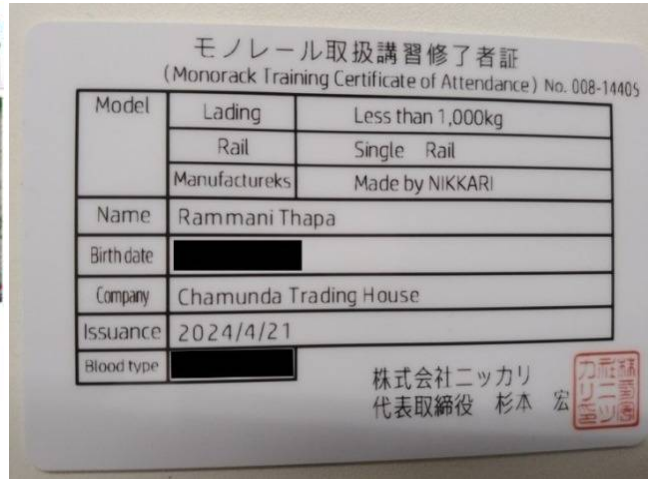 モノレール取扱講習修了者証
(Monorack Training Certificate of Attendance) No. 008-14405
Model Lading Less than 1,000kg
Rail Single Rail
Manufactureks Made by NIKKARI
Name Rammani Thapa
Birth date
Company Chamunda Trading House
Issuance 2024/4/21
Blood type
株式会社ニッカリ
代表取締役 杉本 宏